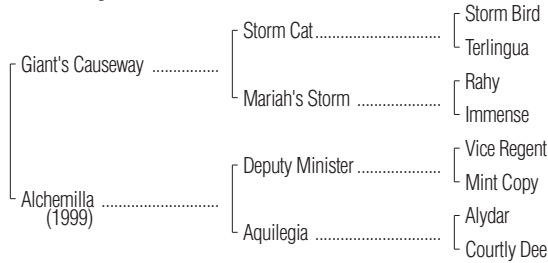 Storm Bird
Storm Cat
Terlingua
Giant's Causeway
Rahy
Mariah's Storm
Immense
Vice Regent
Deputy Minister
Mint Copy
Alchemilla
(1999)
Alydar
Aquilegia
Courtly Dee